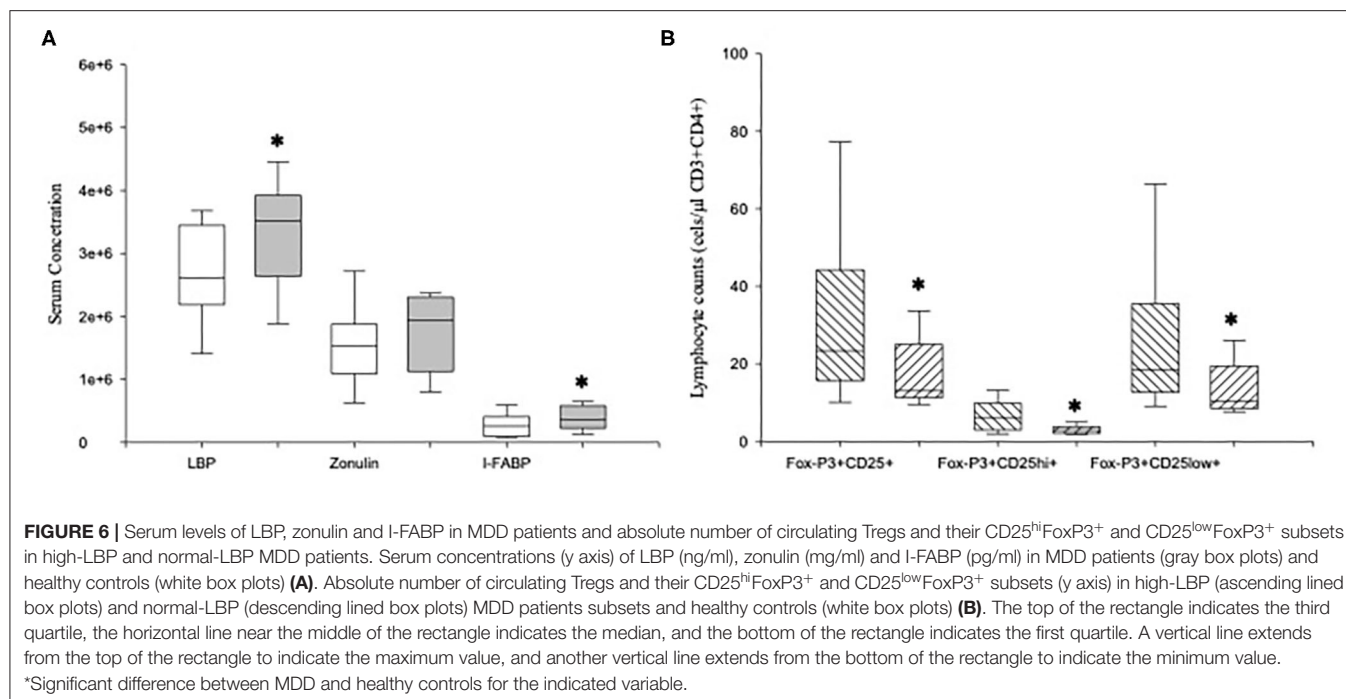 A
6e+6
5e+6
4e+6
3e+6
2e+6
1e+6
0
Serum Concetration
*
*
LBP Zonulin I-FABP
B
100
80
60
40
20
0
Lymphocyte counts (cels/µl CD3+CD4+)
*
*
*
Fox-P3+CD25+ Fox-P3+CD25hi+ Fox-P3+CD25low+
FIGURE 6 | Serum levels of LBP, zonulin and I-FABP in MDD patients and absolute number of circulating Tregs and their CD25hiFoxP3+ and CD25lowFoxP3+ subsets
in high-LBP and normal-LBP MDD patients. Serum concentrations (y axis) of LBP (ng/ml), zonulin (mg/ml) and I-FABP (pg/ml) in MDD patients (gray box plots) and
healthy controls (white box plots) (A). Absolute number of circulating Tregs and their CD25hiFoxP3+ and CD25lowFoxP3+ subsets (y axis) in high-LBP (ascending lined
box plots) and normal-LBP (descending lined box plots) MDD patients subsets and healthy controls (white box plots) (B). The top of the rectangle indicates the third
quartile, the horizontal line near the middle of the rectangle indicates the median, and the bottom of the rectangle indicates the first quartile. A vertical line extends
from the top of the rectangle to indicate the maximum value, and another vertical line extends from the bottom of the rectangle to indicate the minimum value.
*Significant difference between MDD and healthy controls for the indicated variable.